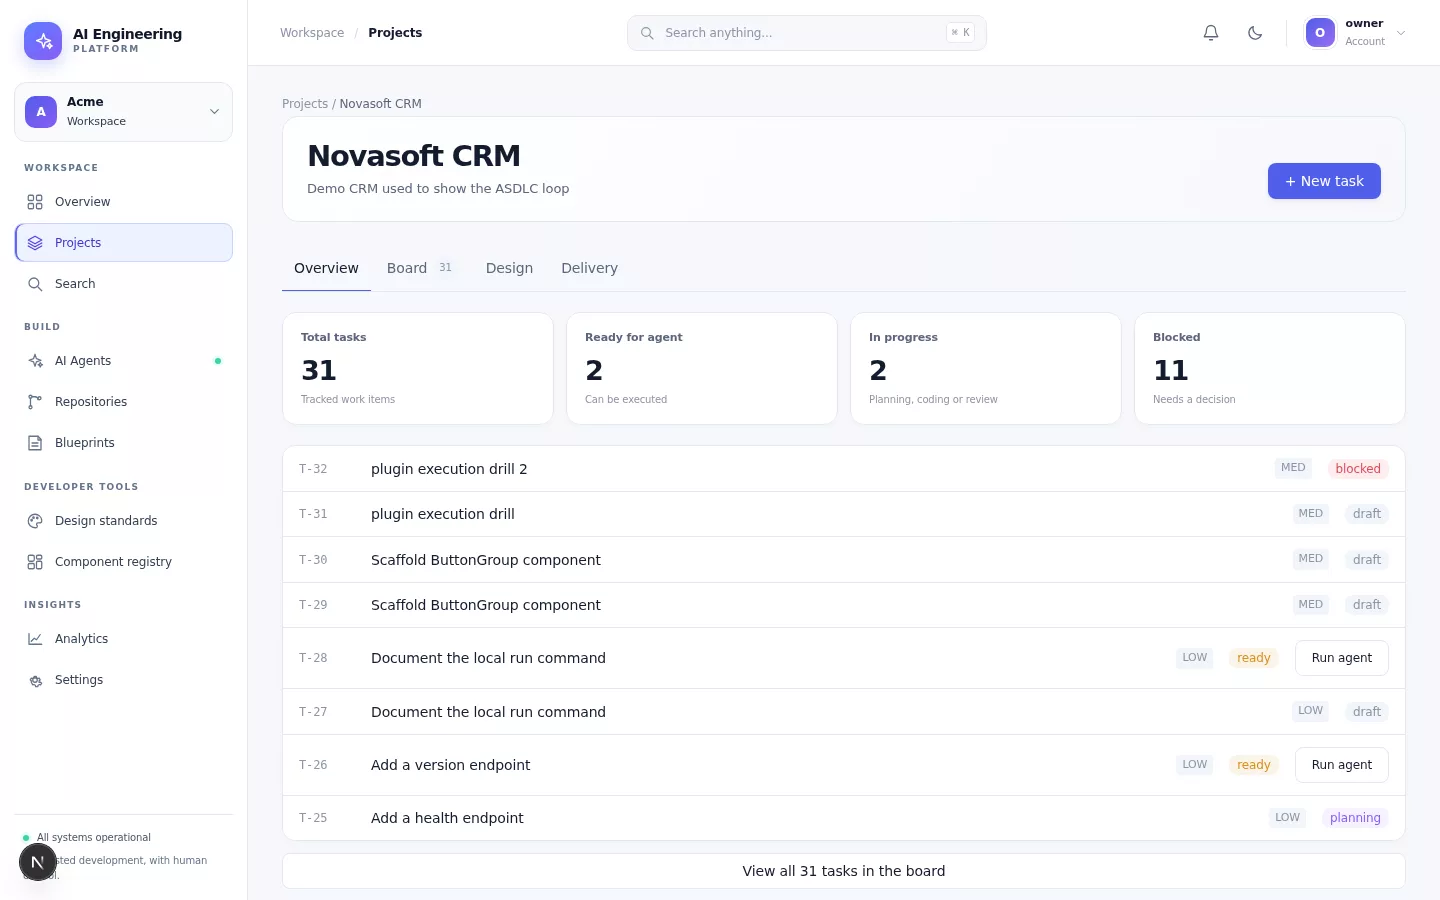 AI Engineering
PLATFORM
A
Acme
Workspace
WORKSPACE
Overview
Projects
Search
BUILD
AI Agents
Repositories
Blueprints
DEVELOPER TOOLS
Design standards
Component registry
INSIGHTS
Analytics
Settings
All systems operational
N
with human
Workspace / Projects
Search anything...
⌘ K
O
owner
Account
Projects / Novasoft CRM
Novasoft CRM
Demo CRM used to show the ASDLC loop
+ New task
Overview
Board 31
Design
Delivery
Total tasks
31
Tracked work items
Ready for agent
2
Can be executed
In progress
2
Planning, coding or review
Blocked
11
Needs a decision
T-32 plugin execution drill 2 MED blocked
T-31 plugin execution drill MED draft
T-30 Scaffold ButtonGroup component MED draft
T-29 Scaffold ButtonGroup component MED draft
T-28 Document the local run command LOW ready Run agent
T-27 Document the local run command LOW draft
T-26 Add a version endpoint LOW ready Run agent
T-25 Add a health endpoint LOW planning
View all 31 tasks in the board